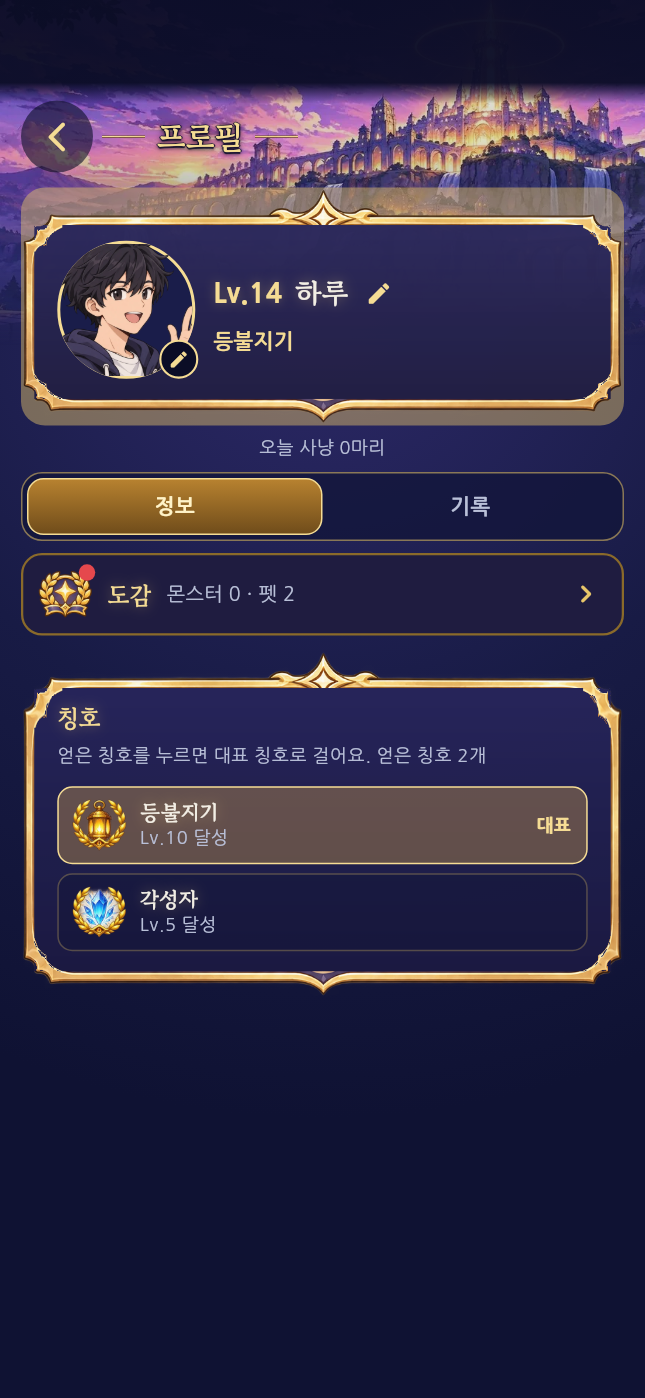 프로필
Lv.14 하루
등불지기
오늘 사냥 0마리
정보 기록
도감 몬스터 0 · 펫 2
칭호
얻은 칭호를 누르면 대표 칭호로 걸어요. 얻은 칭호 2개
등불지기
Lv.10 달성
대표
각성자
Lv.5 달성